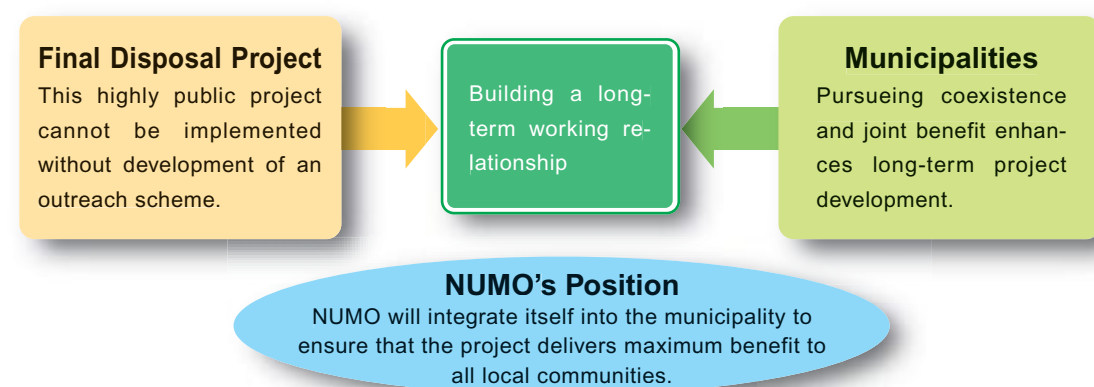 Final Disposal Project
This highly public project
cannot be implemented
without development of an
outreach scheme.
Building a long-
term working re-
lationship
Municipalities
Pursueing coexistence
and joint benefit enhan-
ces long-term project
development.
NUMO's Position
NUMO will integrate itself into the municipality to
ensure that the project delivers maximum benefit to
all local communities.